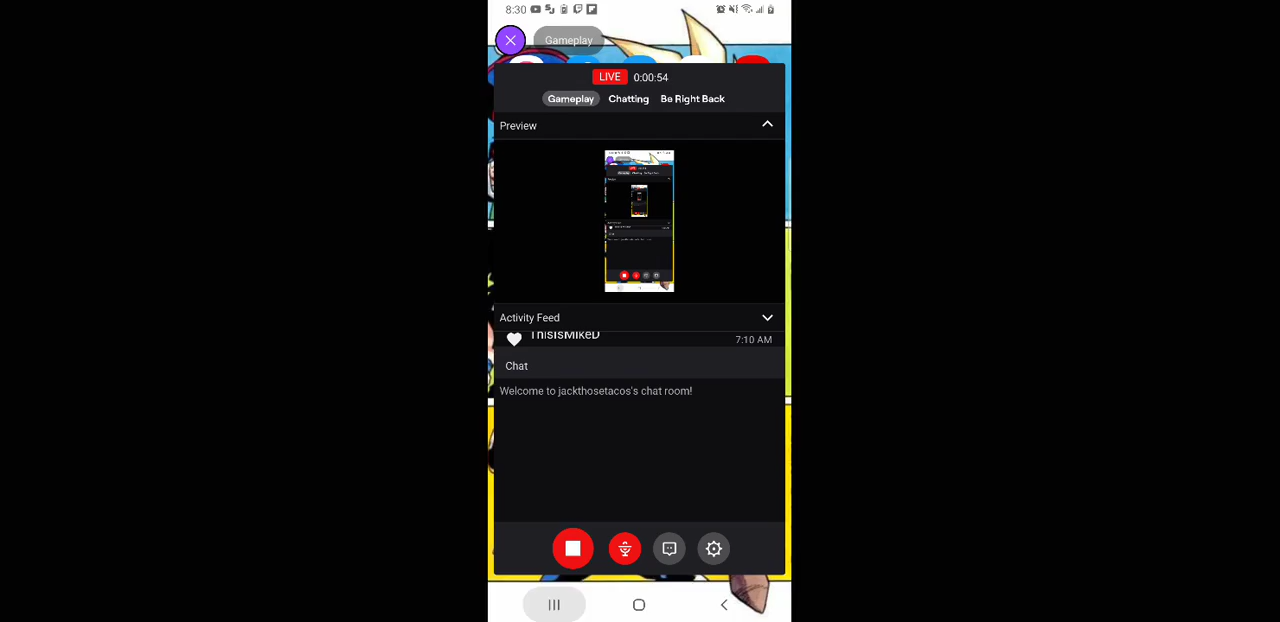 8:30
Gameplay
LIVE 0:00:54
Gameplay Chatting Be Right Back
Preview
Activity Feed
ThisIsMikeD
7:10 AM
Chat
Welcome to jackthosetacos's chat room!